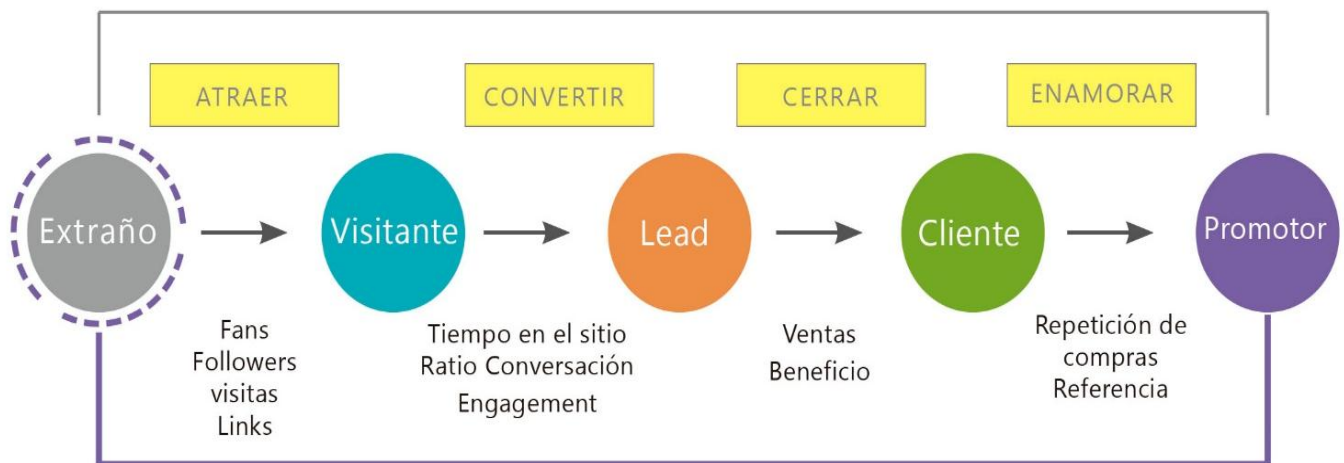 ATRAER
CONVERTIR
CERRAR
ENAMORAR
Extraño
Visitante
Lead
Cliente
Promotor
Fans
Followers
visitas
Links
Tiempo en el sitio
Ratio Conversación
Engagement
Ventas
Beneficio
Repetición de
compras
Referencia